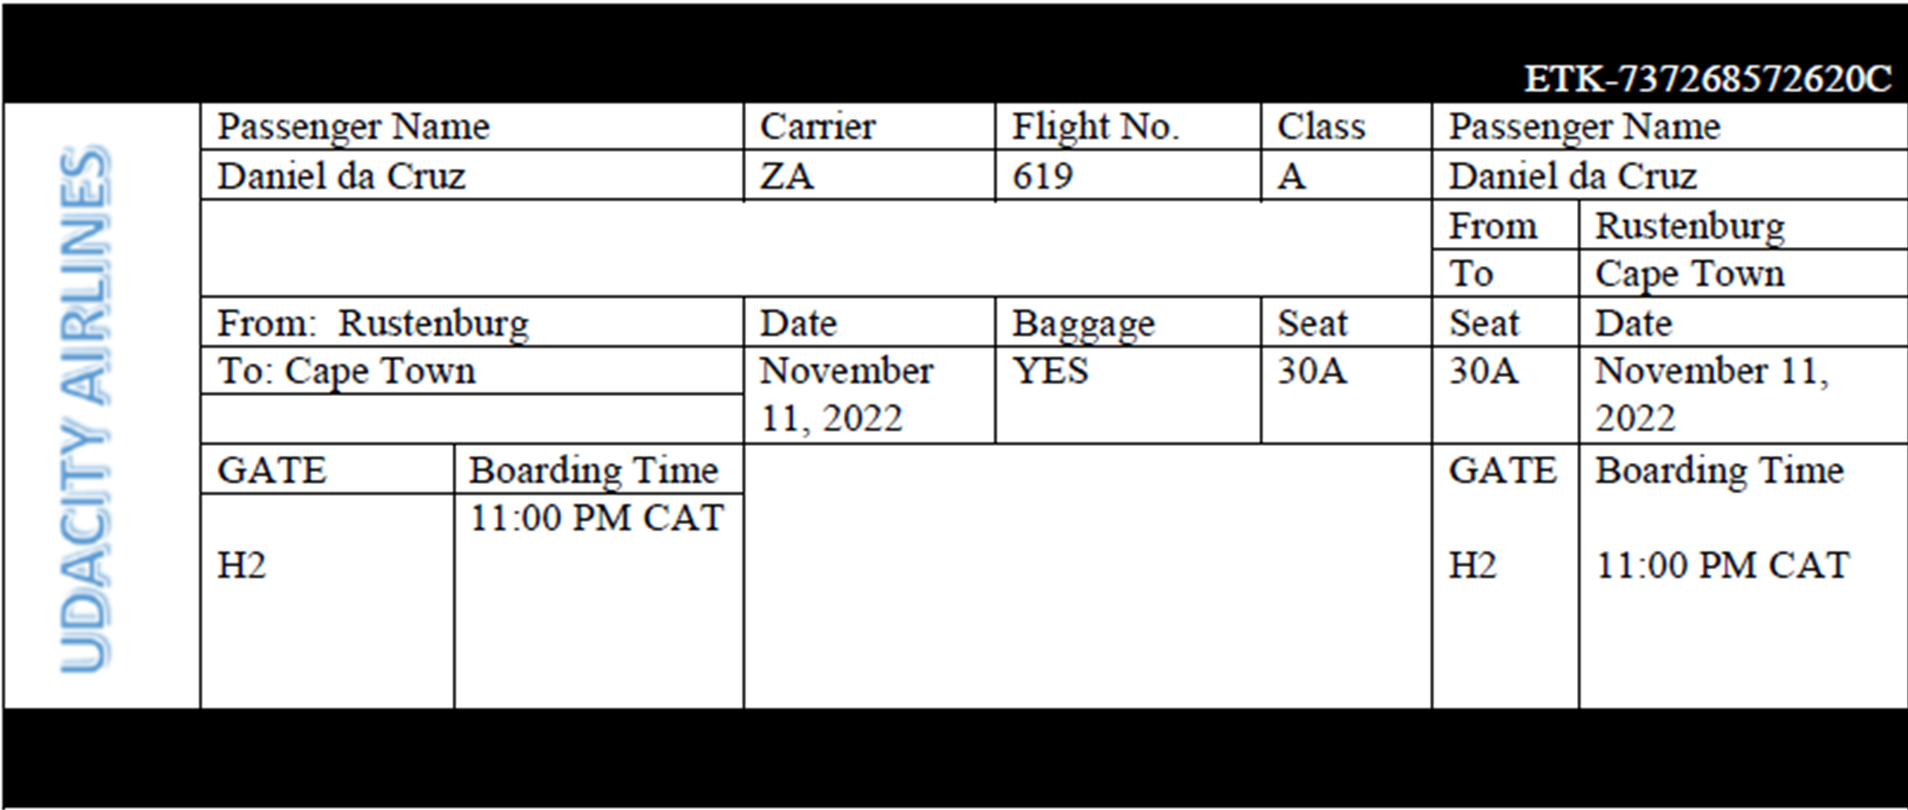 ETK-737268572620C
UDACITY AIRLINES
Passenger Name Carrier Flight No. Class Passenger Name
Daniel da Cruz ZA 619 A Daniel da Cruz
From Rustenburg
To Cape Town
From: Rustenburg Date Baggage Seat Seat Date
To: Cape Town November YES 30A 30A November 11,
11, 2022 2022
GATE Boarding Time GATE Boarding Time
11:00 PM CAT
H2 H2 11:00 PM CAT